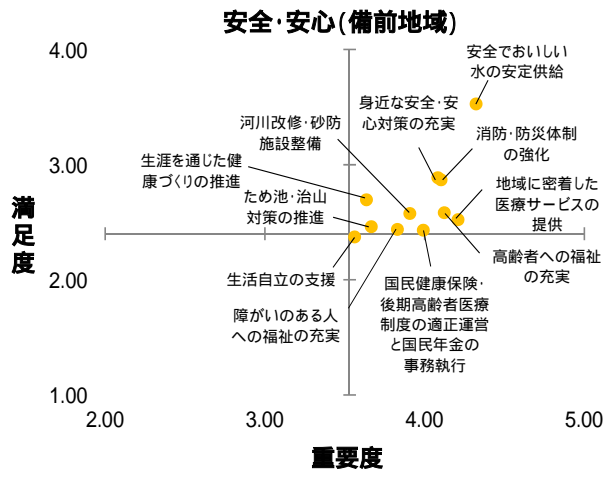 安全･安心(備前地域)
4.00
3.00
2.00
1.00
満足度
安全でおいしい
水の安定供給
身近な安全･安
心対策の充実
消防･防災体制
の強化
河川改修･砂防
施設整備
生涯を通じた健
康づくりの推進
ため池･治山
対策の推進
地域に密着した
医療サービスの
提供
高齢者への福祉
の充実
生活自立の支援
障がいのある人
への福祉の充実
国民健康保険･
後期高齢者医療
制度の適正運営
と国民年金の
事務執行
2.00
3.00
4.00
5.00
重要度